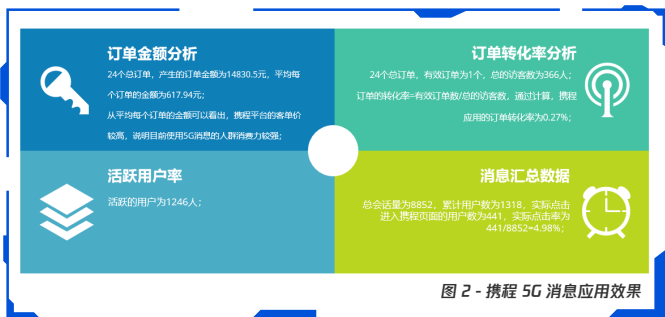 订单金额分析
24个总订单，产生的订单金额为14830.5元，平均每
个订单的金额为617.94元；
从平均每个订单的金额可以看出，携程平台的客单价
较高，说明目前使用5G消息的人群消费力较强；
订单转化率分析
24个总订单，有效订单为1个，总的访客数为366人；
订单的转化率=有效订单数/总的访客数，通过计算，携程
应用的订单转化率为0.27%；
活跃用户率
活跃的用户为1246人；
消息汇总数据
总会话量为8852，累计用户数为1318，实际点击
进入携程页面的用户数为441，实际点击率为
441/8852=4.98%；
图 2 - 携程 5G 消息应用效果